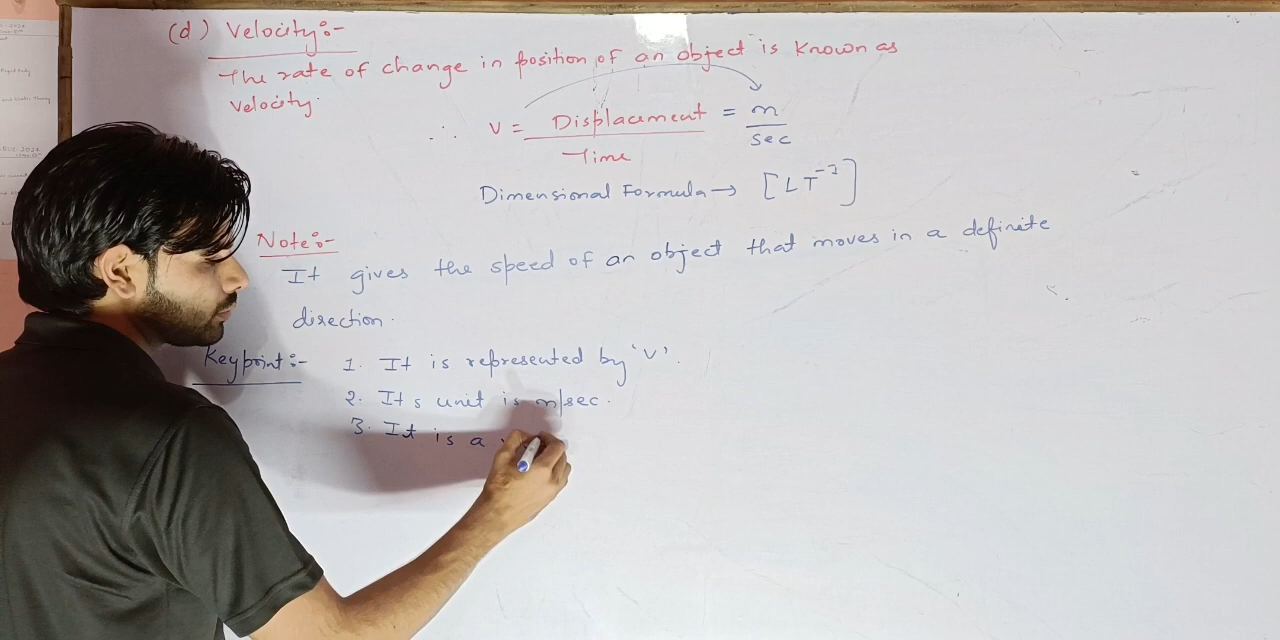 (d) Velocity:-
The rate of change in position of an object is Known as
Velocity.
∴ V = Displacement / Time = m / sec
Dimensional Formula → [LT⁻¹]
Note:-
It gives the speed of an object that moves in a definite
direction.
Keypoint:- 1. It is represented by 'V'.
2. Its unit is m/sec.
3. It is a